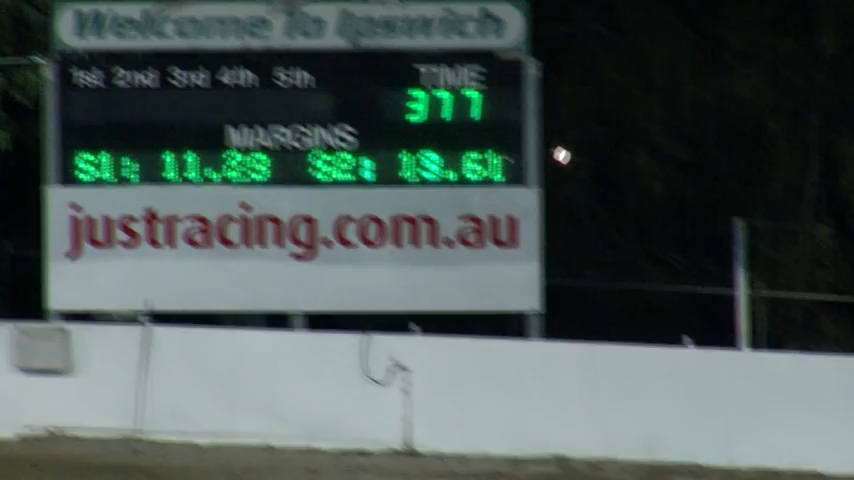 Welcome To Ipswich
1st 2nd 3rd 4th 5th TIME
377
MARGINS
S1: 11.29 S2: 18.61
justracing.com.au